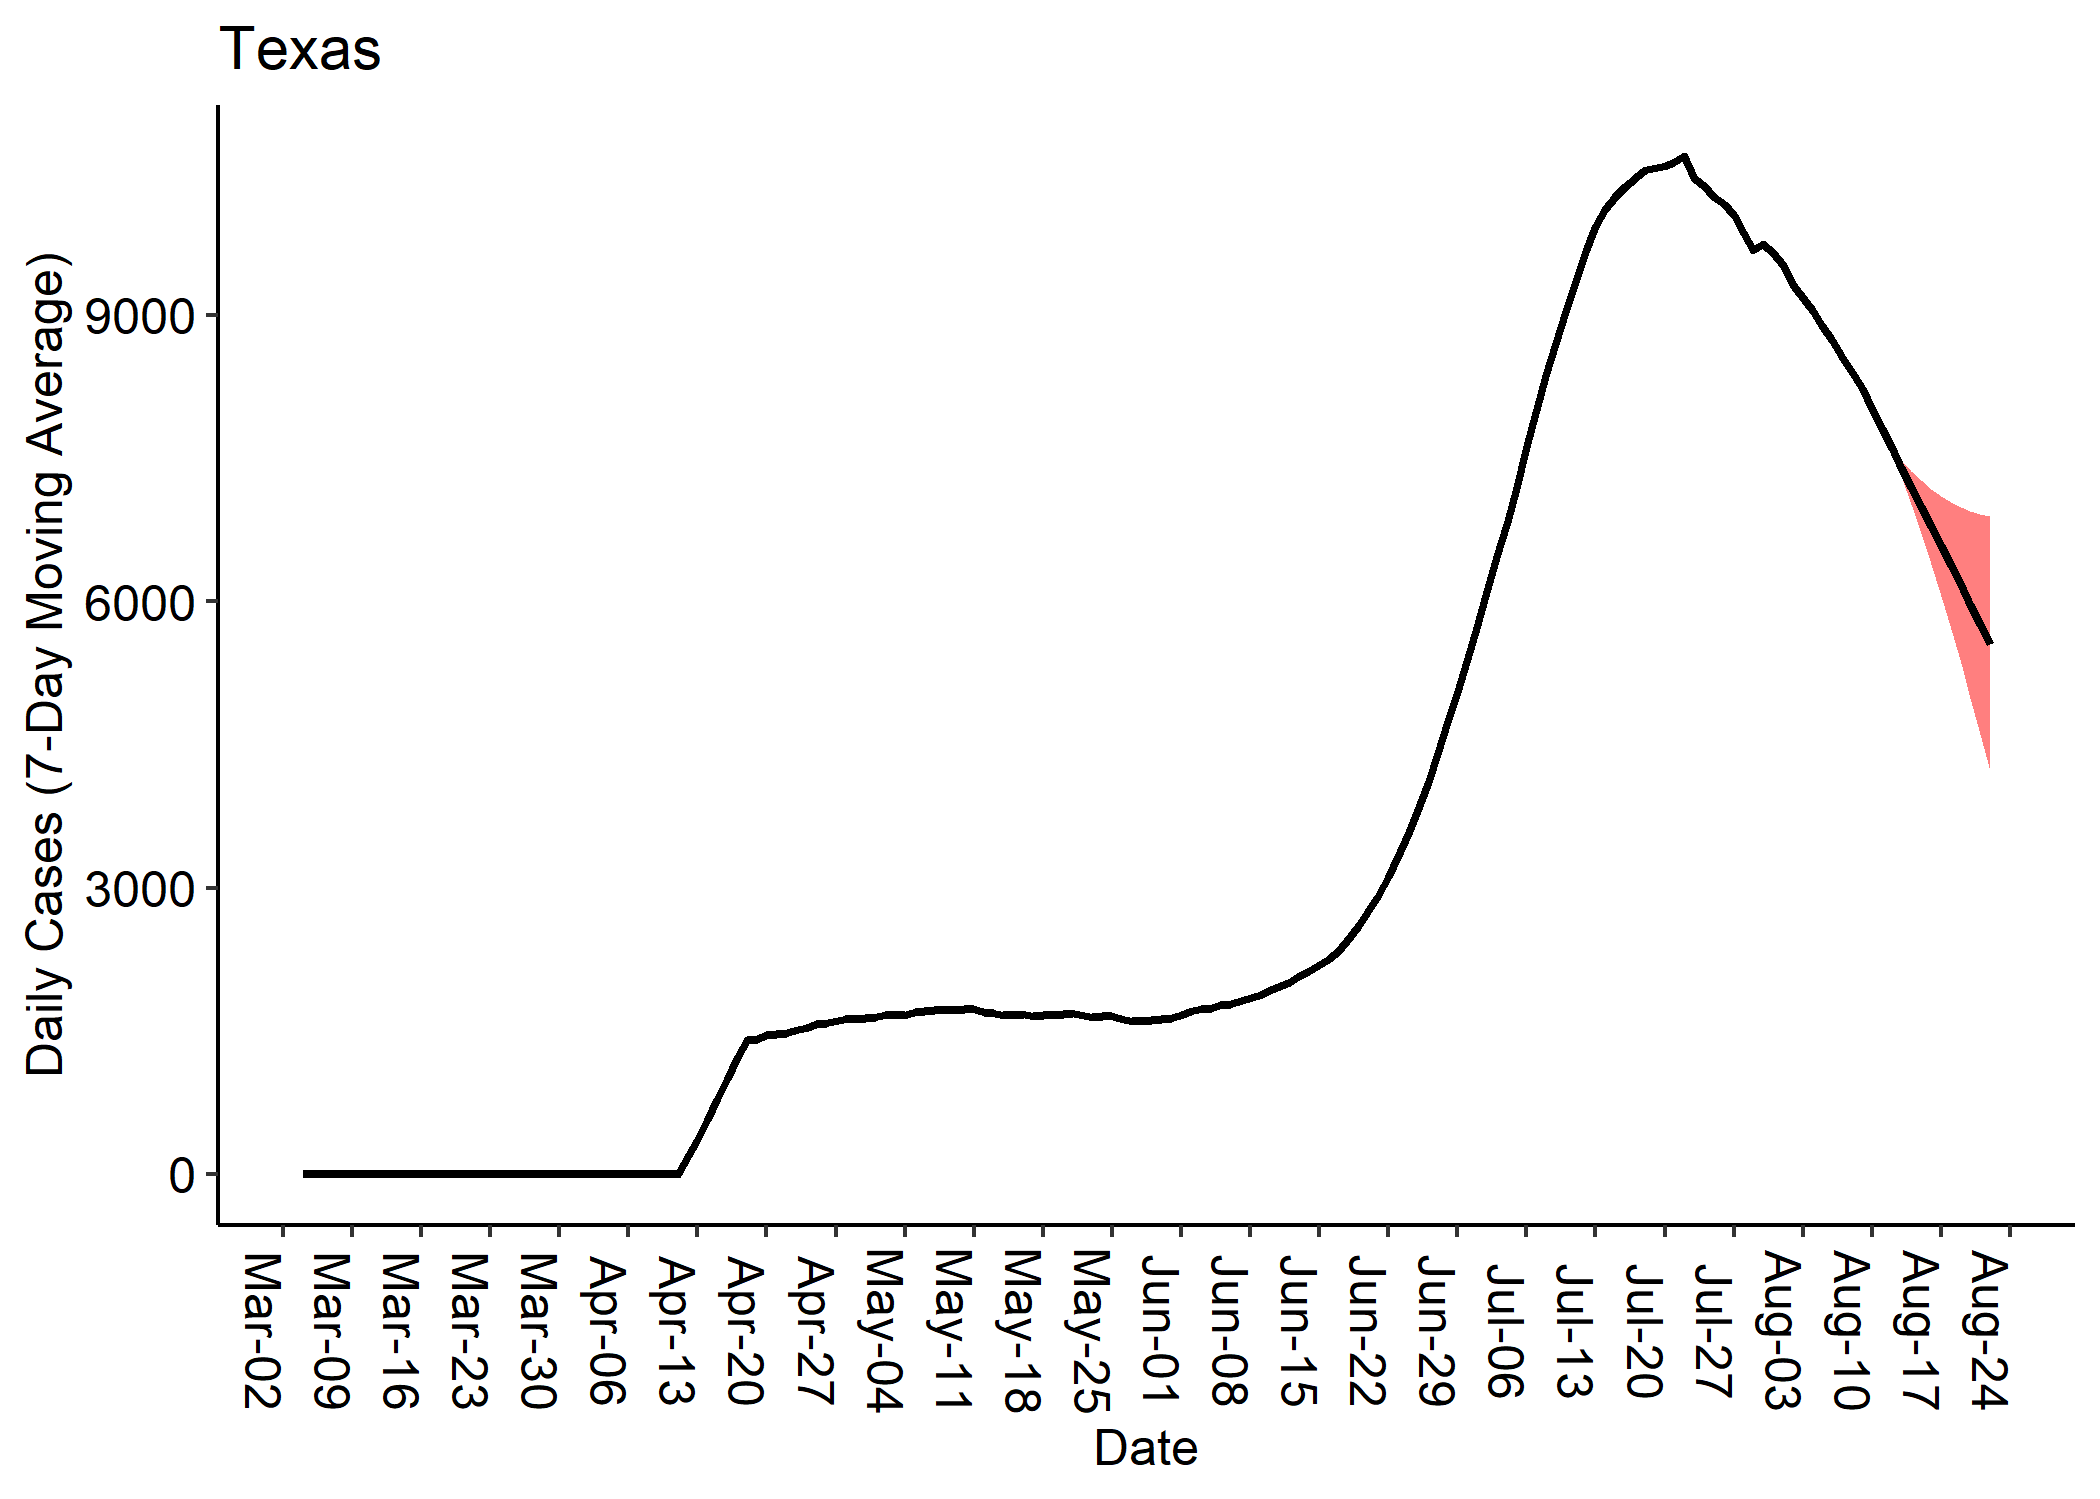 Texas
Daily Cases (7-Day Moving Average)
9000
6000
3000
0
Mar-02
Mar-09
Mar-16
Mar-23
Mar-30
Apr-06
Apr-13
Apr-20
Apr-27
May-04
May-11
May-18
May-25
Jun-01
Jun-08
Jun-15
Jun-22
Jun-29
Jul-06
Jul-13
Jul-20
Jul-27
Aug-03
Aug-10
Aug-17
Aug-24
Date